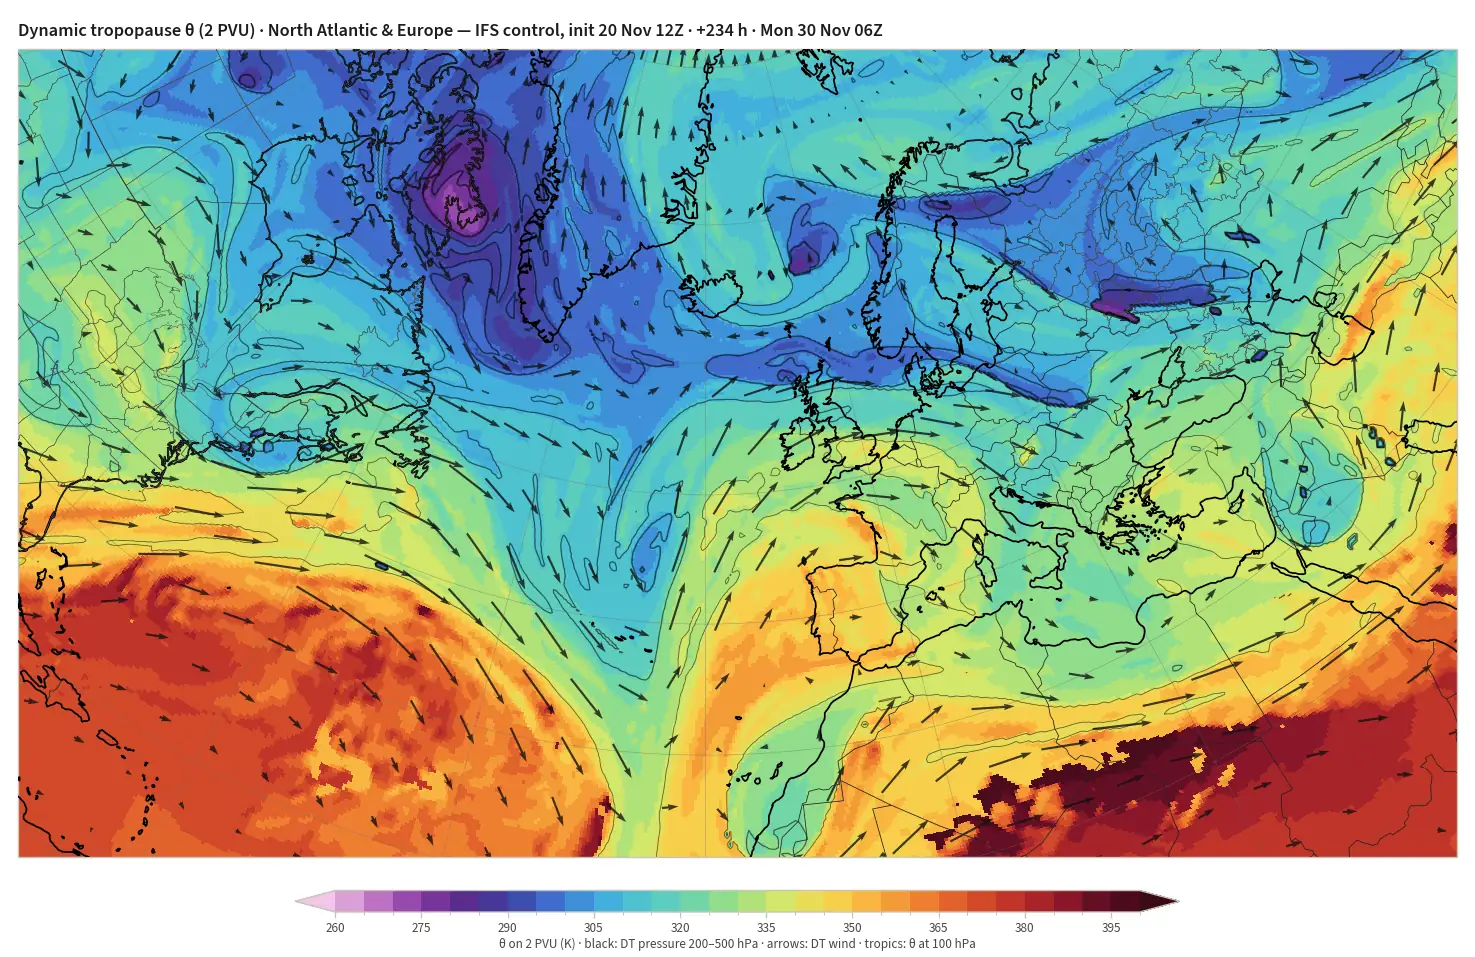 Dynamic tropopause θ (2 PVU) · North Atlantic & Europe — IFS control, init 20 Nov 12Z · +234 h · Mon 30 Nov 06Z
260 275 290 305 320 335 350 365 380 395
θ on 2 PVU (K) · black: DT pressure 200–500 hPa · arrows: DT wind · tropics: θ at 100 hPa